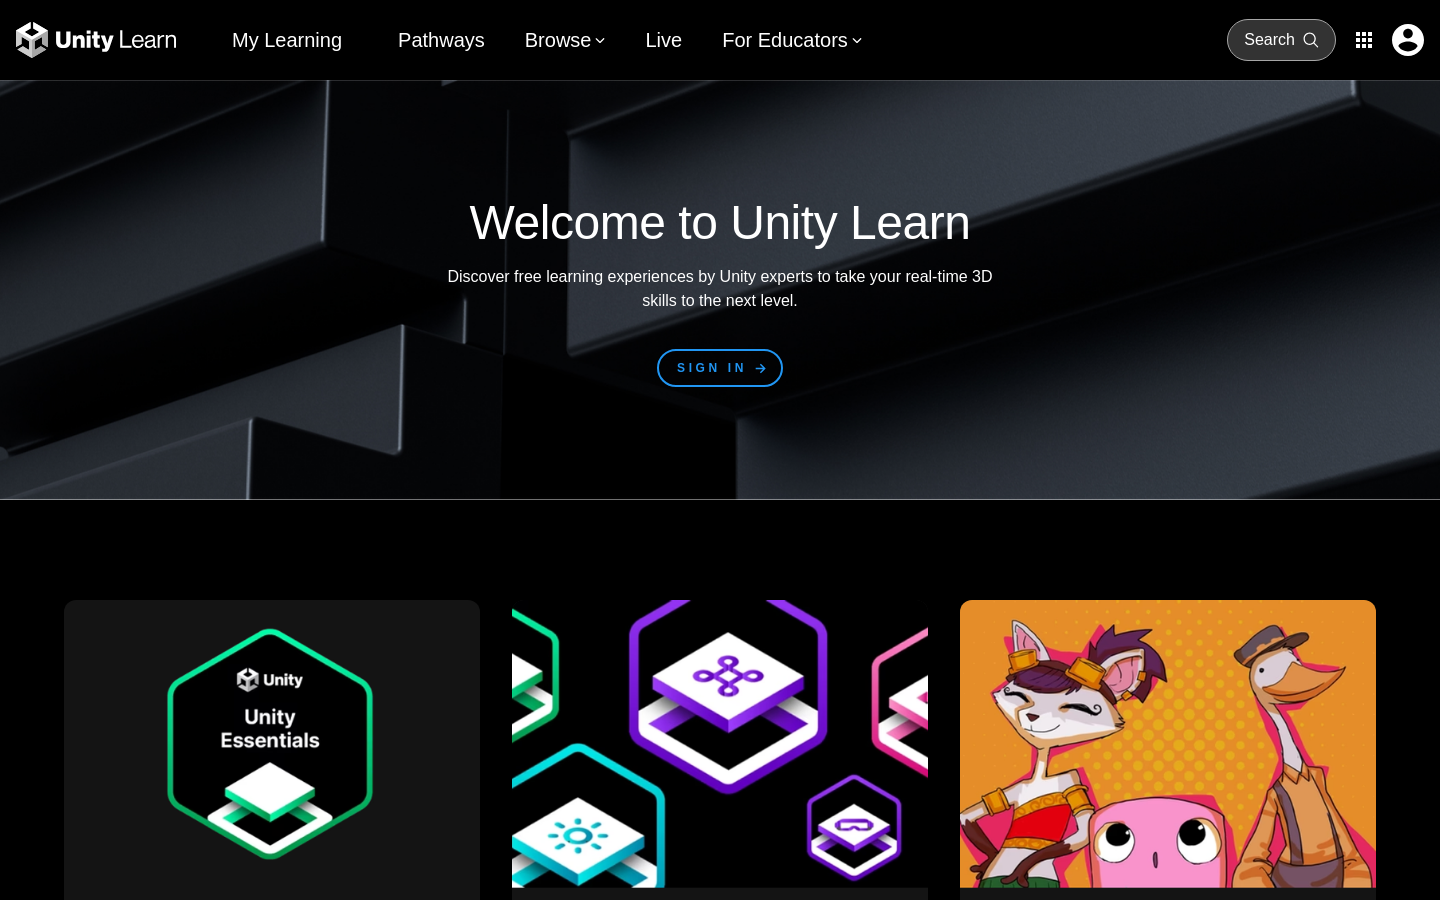 Unity Learn
My Learning
Pathways
Browse
Live
For Educators
Search
Welcome to Unity Learn
Discover free learning experiences by Unity experts to take your real-time 3D
skills to the next level.
SIGN IN
Unity
Unity
Essentials